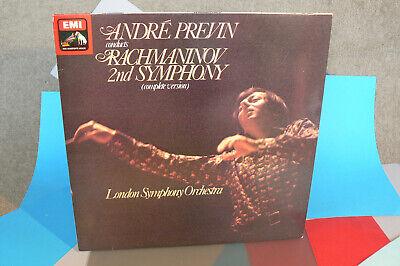 EMI
ANDRÉ PREVIN
conducts
RACHMANINOV
2nd SYMPHONY
(complete version)
London Symphony Orchestra